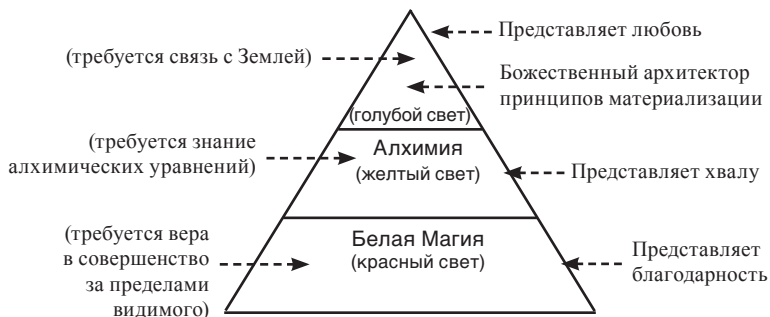 Представляет любовь
(требуется связь с Землей)
Божественный архитектор
принципов материализации
(голубой свет)
(требуется знание
алхимических уравнений)
Алхимия
(желтый свет)
Представляет хвалу
(требуется вера
в совершенство
за пределами
видимого)
Белая Магия
(красный свет)
Представляет
благодарность